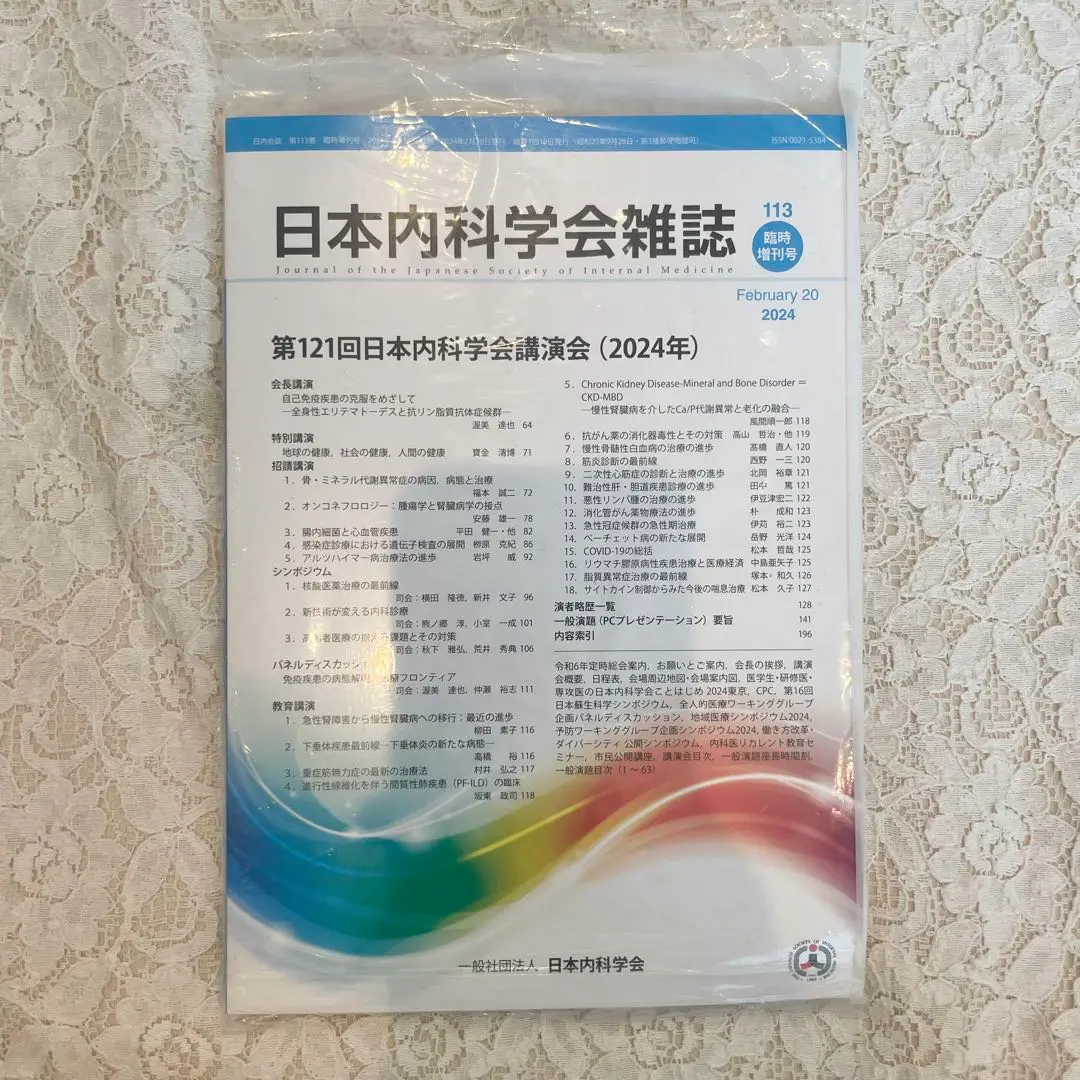 日内会誌 第113巻 臨時増刊号
ISSN 0021-5384
日本内科学会雑誌
113
臨時
増刊号
Journal of the Japanese Society of Internal Medicine
February 20
2024
第121回日本内科学会講演会（2024年）
会長講演
自己免疫疾患の克服をめざして
―全身性エリテマトーデスと抗リン脂質抗体症候群―
渥美 達也 64
特別講演
地球の健康，社会の健康，人間の健康 寶金 清博 71
招請講演
1．骨・ミネラル代謝異常症の病因，病態と治療
福本 誠二 72
2．オンコネフロロジー：腫瘍学と腎臓病学の接点
安藤 雄一 78
3．腸内細菌と心血管疾患 平田 健一・他 82
4．感染症診療における遺伝子検査の展開 栁原 克紀 86
5．アルツハイマー病治療法の進歩 岩坪 威 92
シンポジウム
1．核酸医薬治療の最前線
司会：横田 隆徳，新井 文子 96
2．新技術が変える内科診療
司会：熊ノ郷 淳，小室 一成 101
3．高齢者医療の抱える課題とその対策
司会：秋下 雅弘，荒井 秀典 106
パネルディスカッション
免疫疾患の病態解明と治療フロンティア
司会：渥美 達也，仲瀬 裕志 111
教育講演
1．急性腎障害から慢性腎臓病への移行：最近の進歩
柳田 素子 116
2．下垂体疾患最前線―下垂体炎の新たな病態―
高橋 裕 116
3．重症筋無力症の最新の治療法 村井 弘之 117
4．進行性線維化を伴う間質性肺疾患（PF-ILD）の臨床
坂東 政司 118
5．Chronic Kidney Disease-Mineral and Bone Disorder＝
CKD-MBD
―慢性腎臓病を介したCa/P代謝異常と老化の融合―
風間順一郎 118
6．抗がん薬の消化器毒性とその対策 高山 哲治・他 119
7．慢性骨髄性白血病の治療の進歩 髙橋 直人 120
8．筋炎診断の最前線 西野 一三 120
9．二次性心筋症の診断と治療の進歩 北岡 裕章 121
10．難治性肝・胆道疾患診療の進歩 田中 篤 121
11．悪性リンパ腫の治療の進歩 伊豆津宏二 122
12．消化管がん薬物療法の進歩 朴 成和 123
13．急性冠症候群の急性期治療 伊苅 裕二 123
14．ベーチェット病の新たな展開 岳野 光洋 124
15．COVID-19の総括 松本 哲哉 125
16．リウマチ膠原病性疾患治療と医療経済 中島亜矢子 125
17．脂質異常症治療の最前線 塚本 和久 126
18．サイトカイン制御からみた今後の喘息治療 松本 久子 127
演者略歴一覧 128
一般演題（PCプレゼンテーション）要旨 141
内容索引 196
令和6年定時総会案内，お願いとご案内，会長の挨拶，講演
会概要，日程表，会場周辺地図・会場案内図，医学生・研修医・
専攻医の日本内科学会ことはじめ 2024東京，CPC，第16回
日本蘇生科学シンポジウム，全人的医療ワーキンググループ
企画パネルディスカッション，地域医療シンポジウム2024，
予防ワーキンググループ企画シンポジウム2024，働き方改革・
ダイバーシティ 公開シンポジウム，内科医リカレント教育セ
ミナー，市民公開講座，講演会目次，一般演題座長時間割，
一般演題目次（1～63）
一般社団法人 日本内科学会